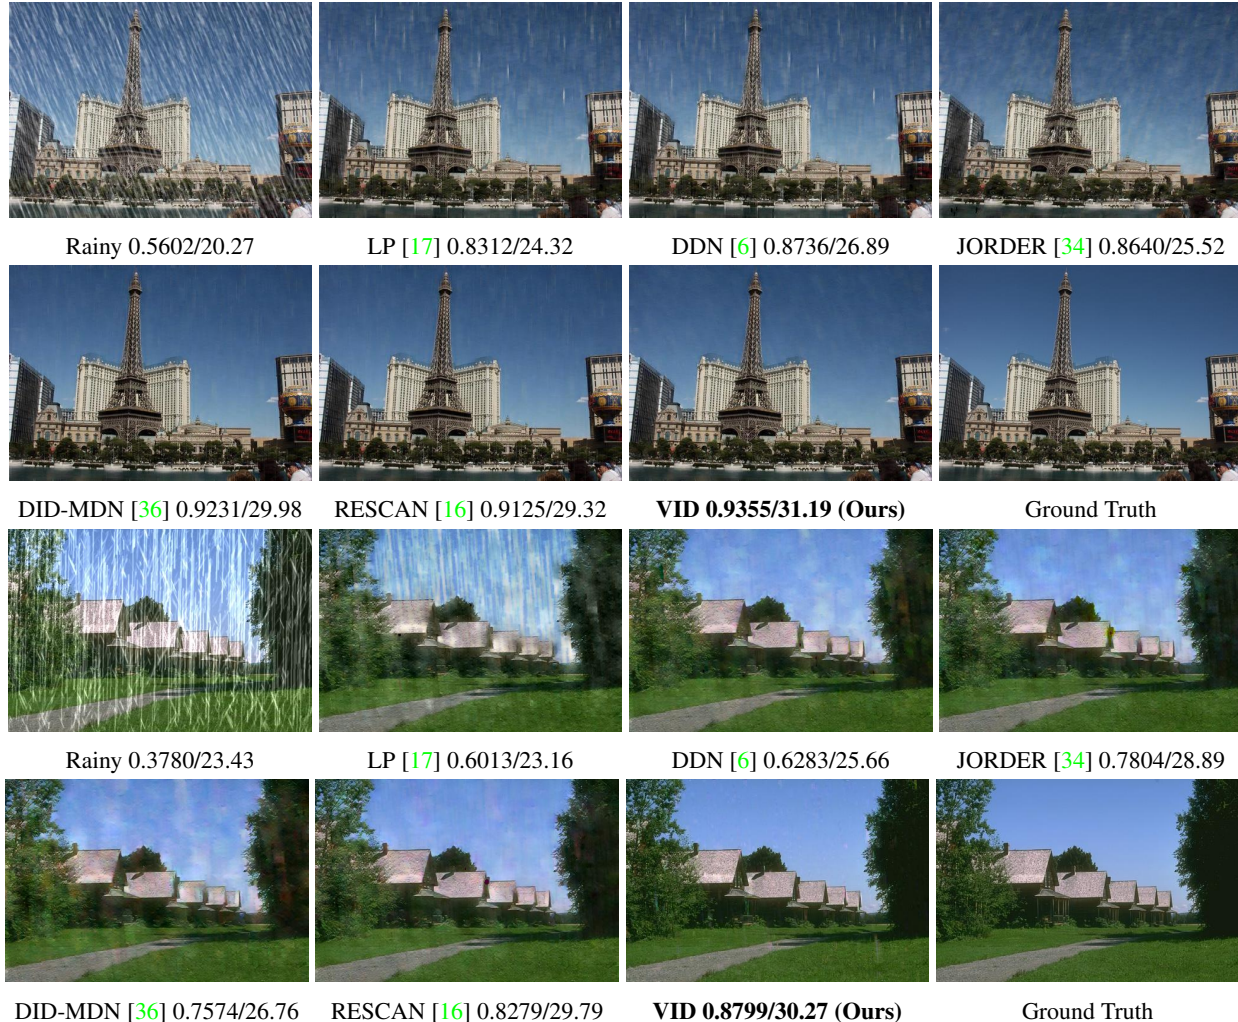 Rainy 0.5602/20.27
LP [17] 0.8312/24.32
DDN [6] 0.8736/26.89
JORDER [34] 0.8640/25.52
DID-MDN [36] 0.9231/29.98
RESCAN [16] 0.9125/29.32
VID 0.9355/31.19 (Ours)
Ground Truth
Rainy 0.3780/23.43
LP [17] 0.6013/23.16
DDN [6] 0.6283/25.66
JORDER [34] 0.7804/28.89
DID-MDN [36] 0.7574/26.76
RESCAN [16] 0.8279/29.79
VID 0.8799/30.27 (Ours)
Ground Truth